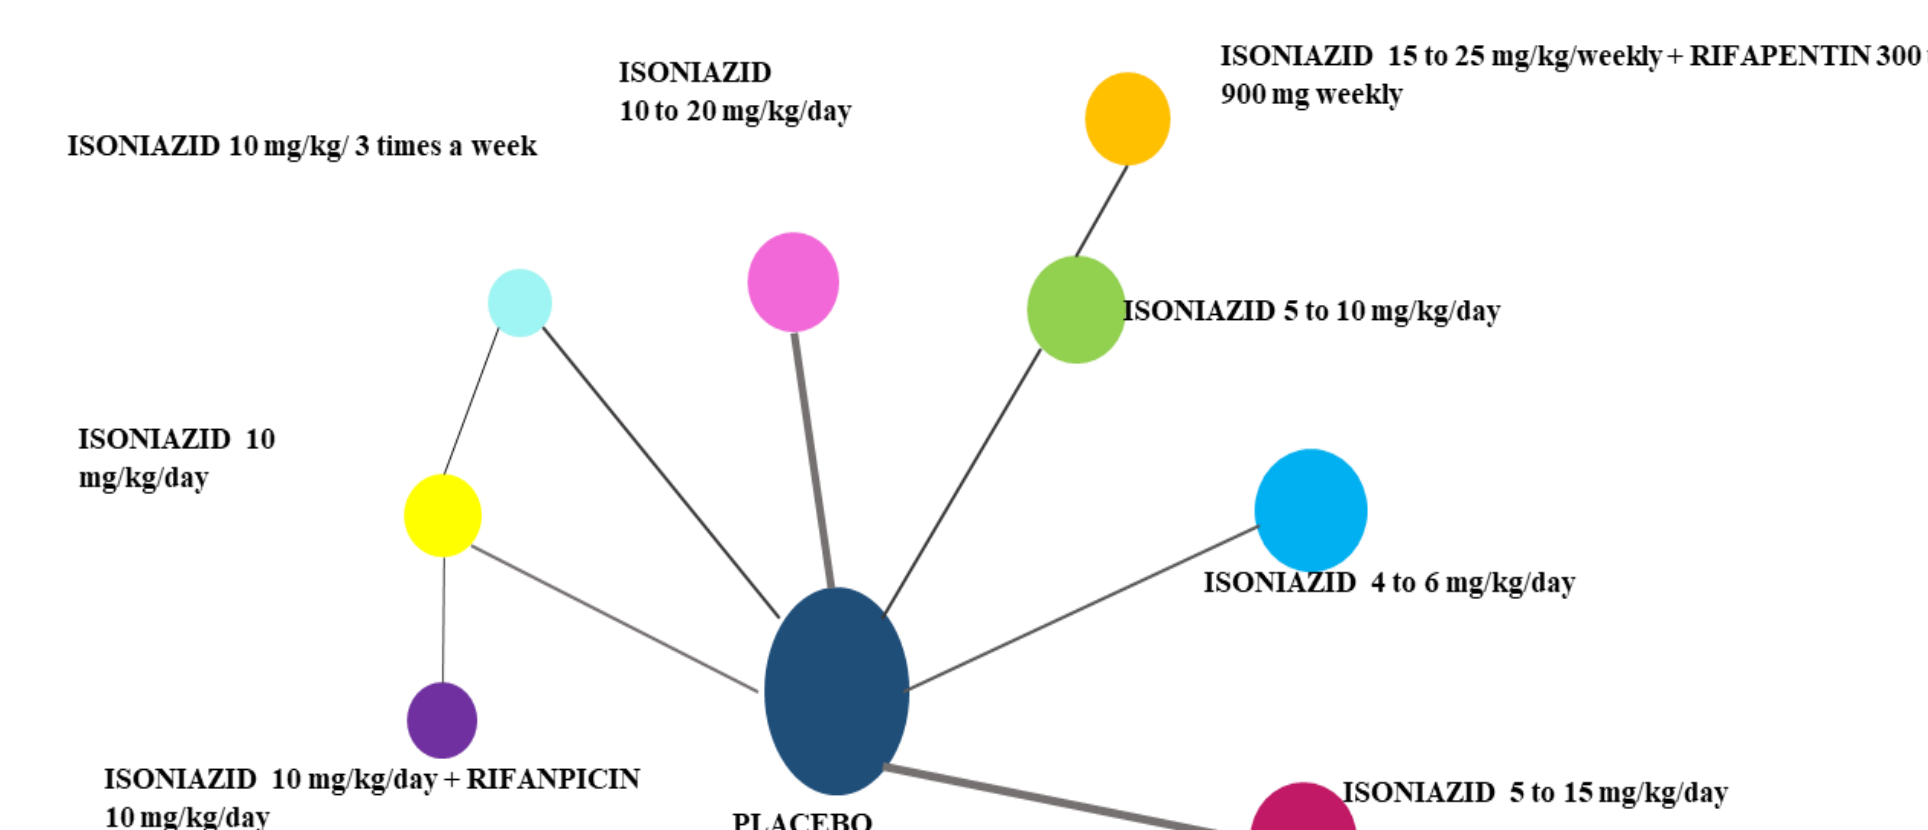 ISONIAZID 15 to 25 mg/kg/weekly + RIFAPENTIN 300
900 mg weekly
ISONIAZID
10 to 20 mg/kg/day
ISONIAZID 10 mg/kg/ 3 times a week
ISONIAZID 5 to 10 mg/kg/day
ISONIAZID 10
mg/kg/day
ISONIAZID 4 to 6 mg/kg/day
ISONIAZID 10 mg/kg/day + RIFANPICIN
10 mg/kg/day
ISONIAZID 5 to 15 mg/kg/day
PLACEBO